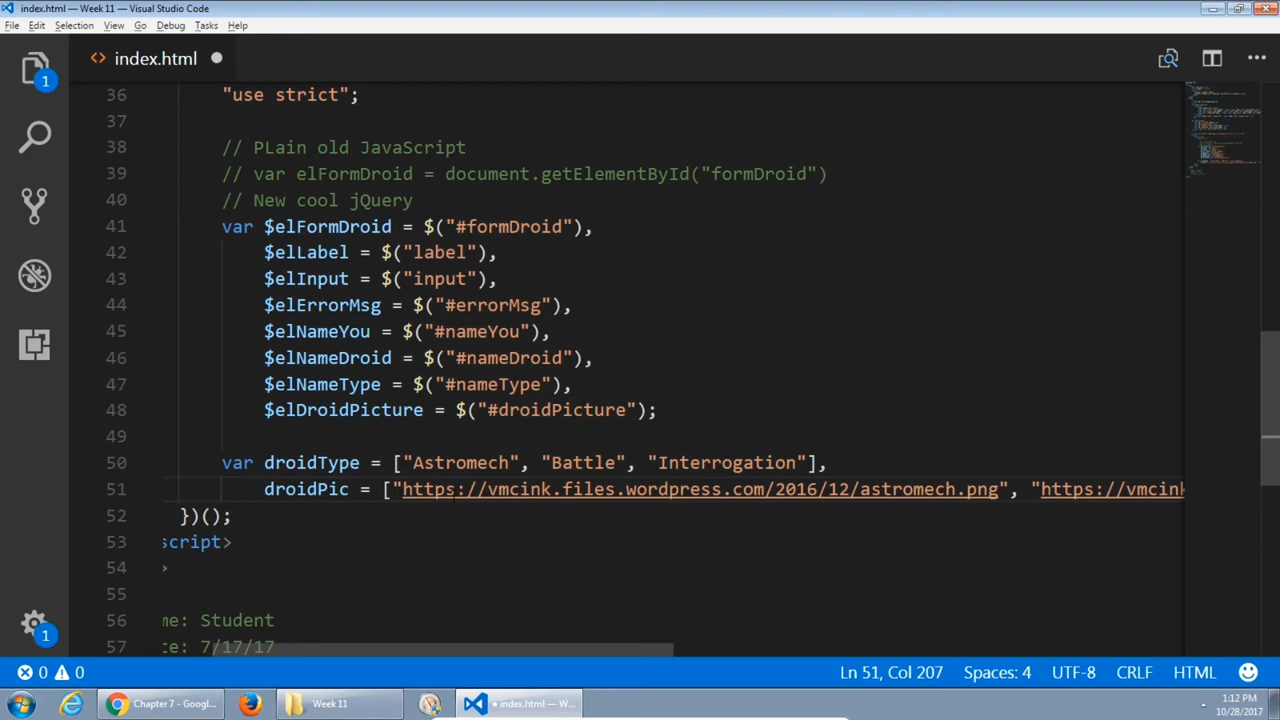 index.html — Week 11 — Visual Studio Code
File Edit Selection View Go Debug Tasks Help
index.html
1
36 "use strict";
37
38 // PLain old JavaScript
39 // var elFormDroid = document.getElementById("formDroid")
40 // New cool jQuery
41 var $elFormDroid = $("#formDroid"),
42 $elLabel = $("label"),
43 $elInput = $("input"),
44 $elErrorMsg = $("#errorMsg"),
45 $elNameYou = $("#nameYou"),
46 $elNameDroid = $("#nameDroid"),
47 $elNameType = $("#nameType"),
48 $elDroidPicture = $("#droidPicture");
49
50 var droidType = ["Astromech", "Battle", "Interrogation"],
51 droidPic = ["https://vmcink.files.wordpress.com/2016/12/astromech.png", "https://vmcink
52 })();
53 script>
54 >
55
56 me: Student
57 te: 7/17/17
1
0 0 Ln 51, Col 207 Spaces: 4 UTF-8 CRLF HTML
Chapter 7 - Googl... Week 11 • index.html — W... 1:12 PM
10/28/2017